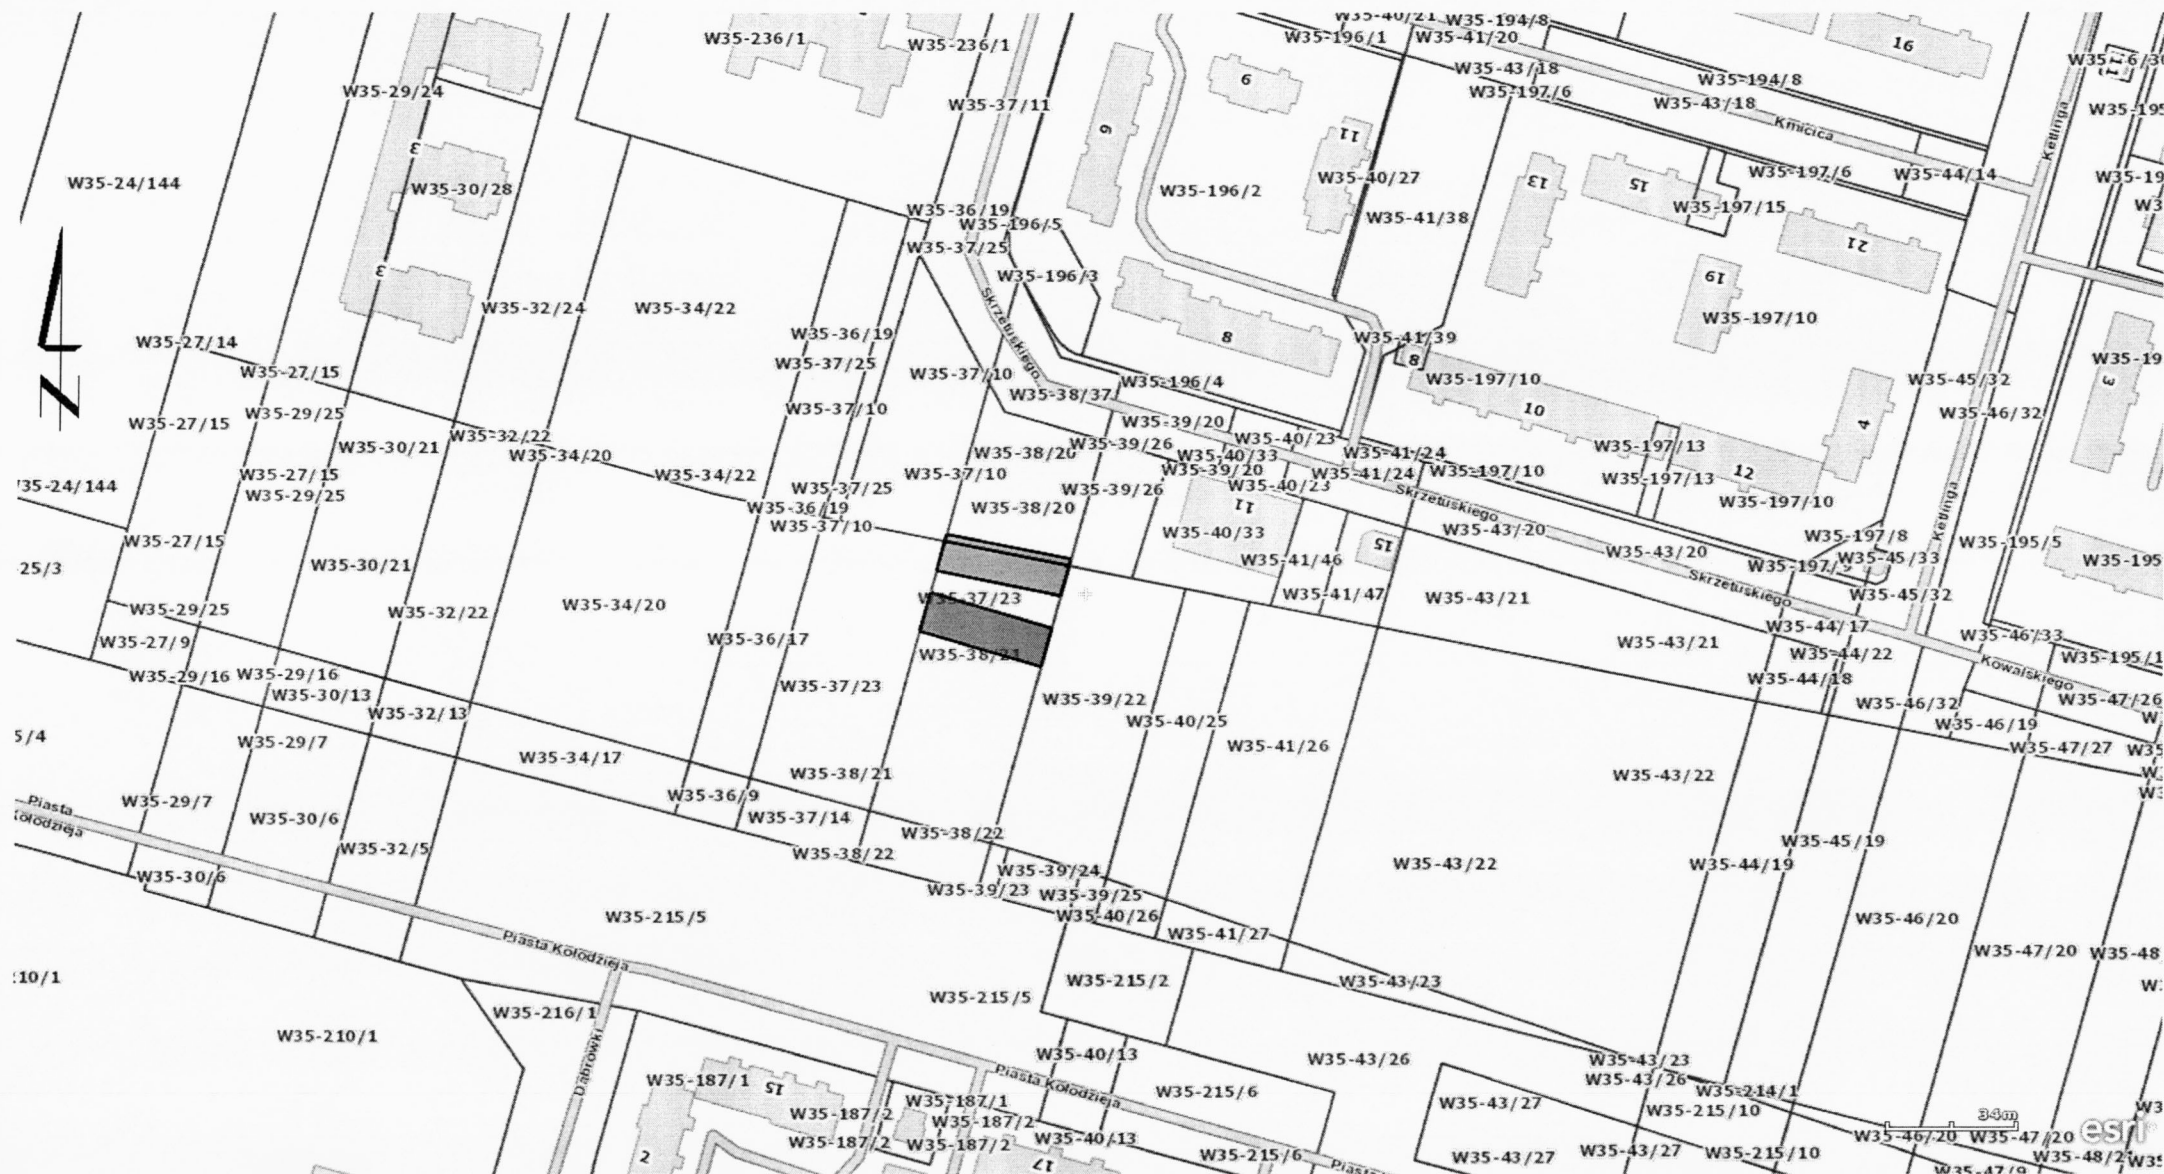 W35-40/21
W35-194/8
W35-236/1
W35-236/1
W35-196/1
W35-41/20
16
W35-29/24
W35-37/11
6
9
W35-43/18
W35-197/6
W35-194/8
W35-43/18
Kmicica
Ketlinga
11
3
W35-24/144
W35-30/28
W35-196/2
W35-40/27
W35-41/38
13
15
W35-197/6
W35-44/14
W35-197/15
W35-36/19
W35-196/5
W35-37/25
21
3
W35-196/3
19
W35-32/24
W35-34/22
Skrzetuskiego
W35-197/10
W35-27/14
W35-36/19
W35-37/25
8
W35-41/39
8
W35-27/15
W35-37/10
W35-196/4
W35-197/10
W35-45/32
3
W35-38/37
W35-29/25
W35-27/15
W35-37/10
10
W35-46/32
4
W35-39/20
W35-30/21
W35-32/22
W35-34/20
W35-39/26
W35-40/23
W35-38/20
W35-40/33
W35-41/24
W35-197/13
W35-27/15
W35-34/22
W35-37/10
W35-39/20
W35-41/24
W35-197/10
12
W35-24/144
W35-29/25
W35-37/25
W35-39/26
W35-40/23
W35-197/13
W35-36/19
W35-38/20
11
Skrzetuskiego
W35-197/10
Ketlinga
W35-37/10
W35-40/33
W35-43/20
W35-197/8
W35-27/15
15
W35-43/20
W35-195/5
W35-30/21
W35-41/46
W35-45/33
25/3
W35-37/23
W35-41/47
W35-43/21
Skrzetuskiego
W35-45/32
W35-29/25
W35-32/22
W35-34/20
W35-36/17
W35-44/17
W35-46/33
W35-27/9
W35-38/21
W35-43/21
W35-44/22
Kowalskiego
W35-29/16
W35-29/16
W35-30/13
W35-37/23
W35-39/22
W35-44/18
W35-47/26
W35-32/13
W35-40/25
W35-46/32
W35-46/19
5/4
W35-29/7
W35-34/17
W35-38/21
W35-41/26
W35-43/22
W35-47/27
Piasta
Kołodzieja
W35-29/7
W35-36/9
W35-30/6
W35-37/14
W35-38/22
W35-45/19
W35-32/5
W35-38/22
W35-43/22
W35-44/19
W35-30/6
W35-39/24
W35-39/23
W35-39/25
W35-215/5
W35-40/26
W35-46/20
Piasta Kołodzieja
W35-41/27
W35-47/20
W35-48
10/1
W35-215/5
W35-215/2
W35-43/23
W35-216/1
W35-210/1
Dąbrówki
W35-40/13
W35-43/26
W35-43/23
W35-187/1
15
Piasta Kołodzieja
W35-215/6
W35-43/26
W35-214/1
W35-187/2
W35-187/1
W35-43/27
W35-215/10
34m
W35-187/2
W35-187/2
W35-187/2
W35-40/13
W35-46/20
W35-47/20
esri
2
17
W35-215/6
W35-43/27
W35-43/27
W35-215/10